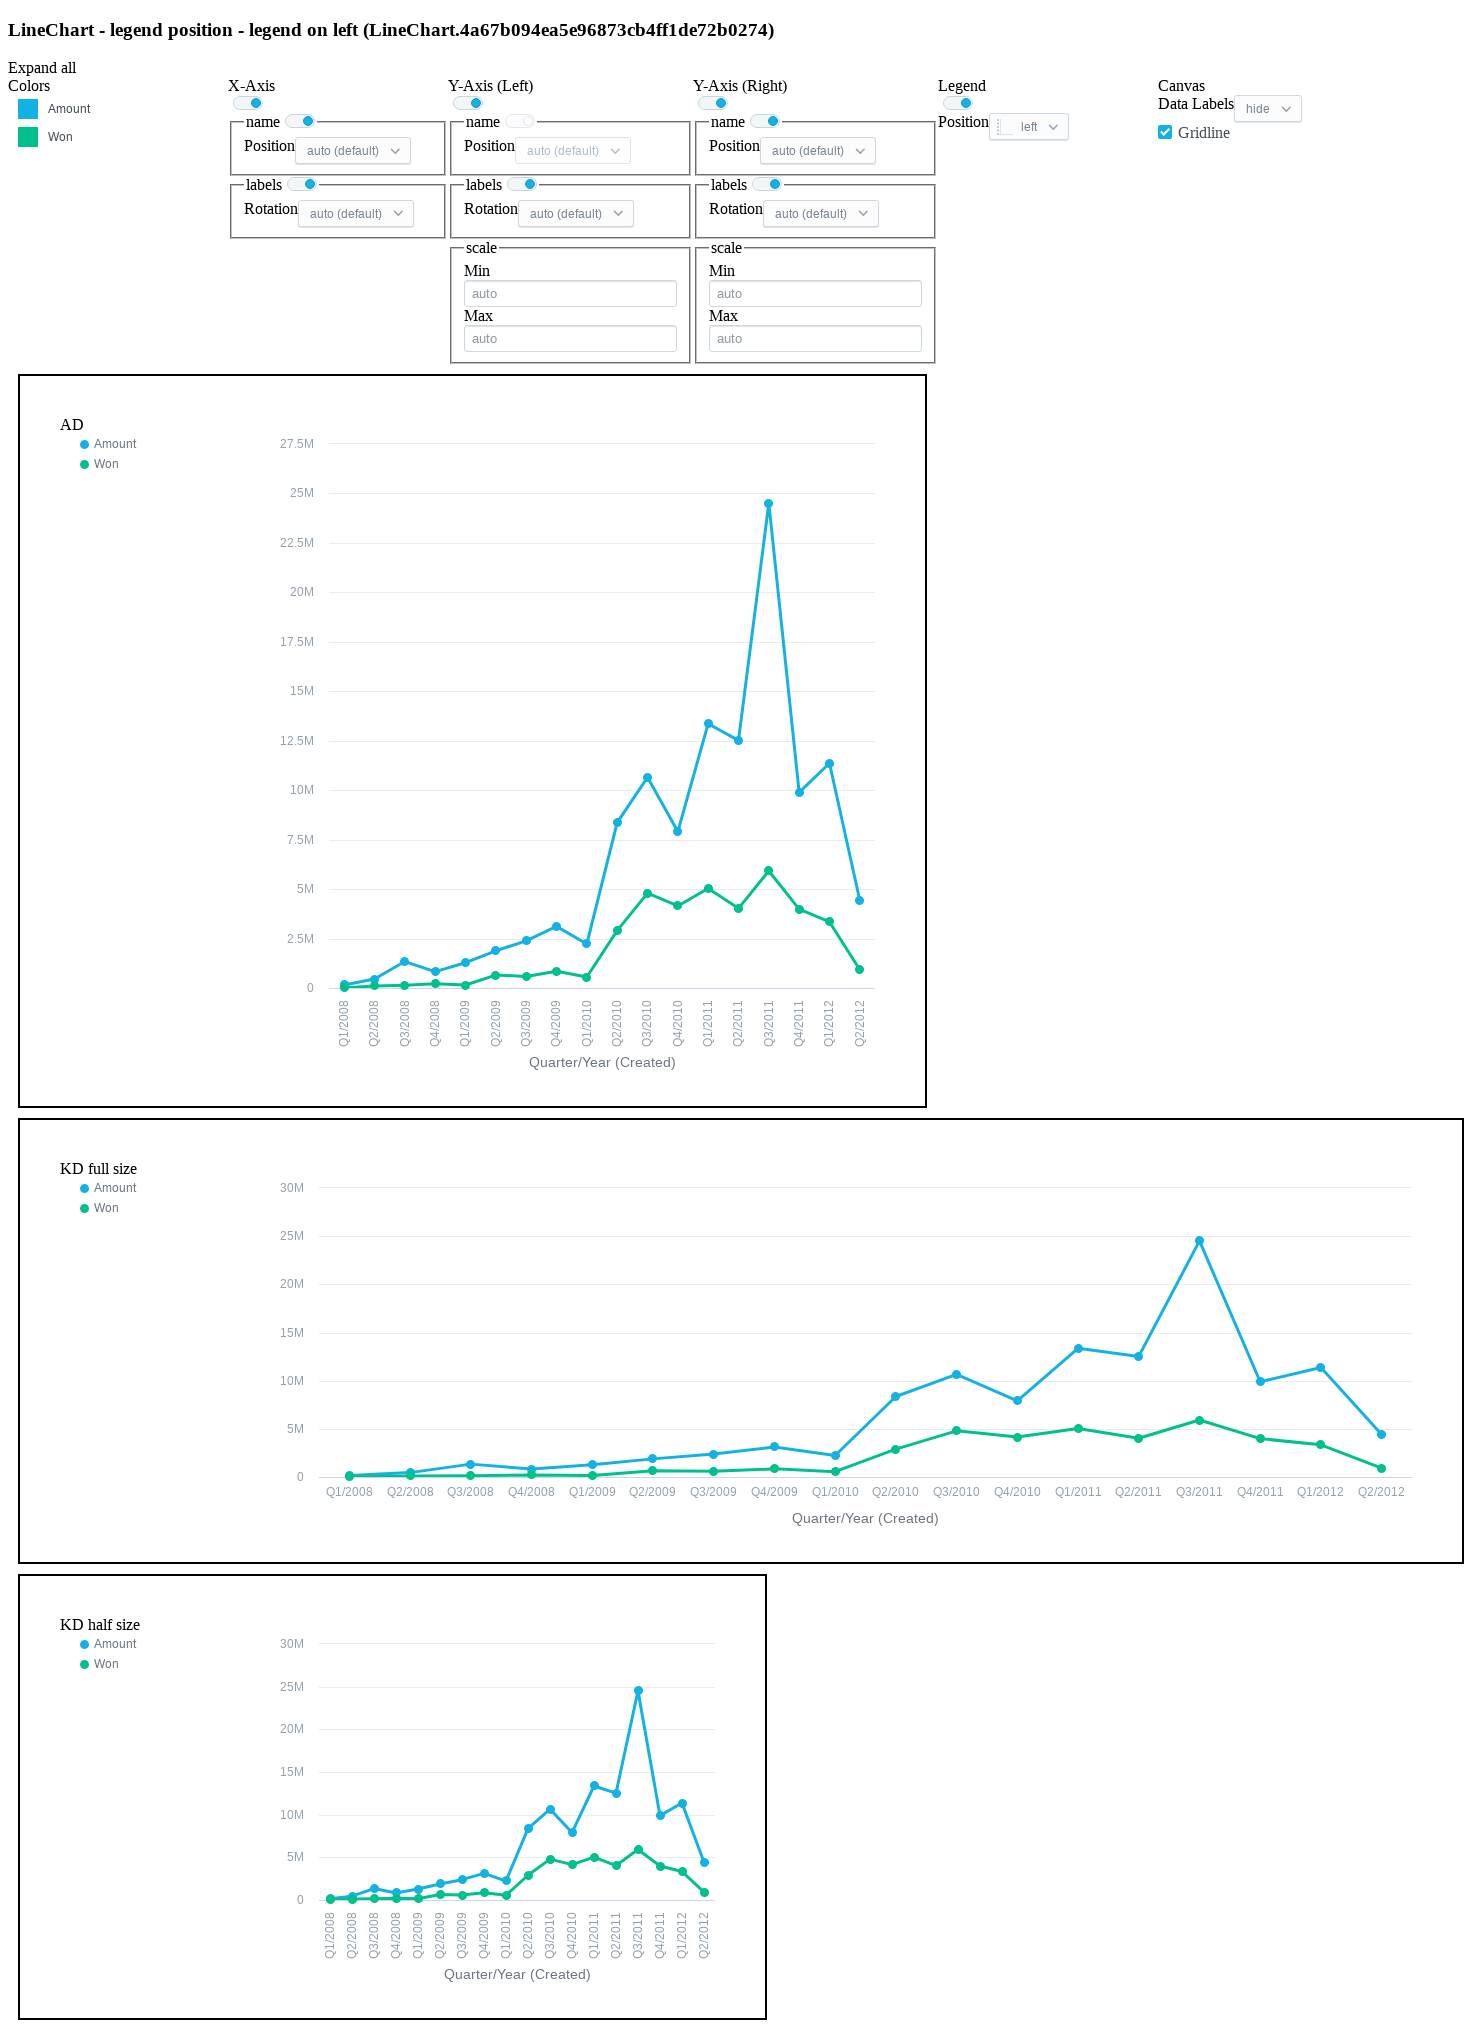 LineChart - legend position - legend on left (LineChart.4a67b094ea5e96873cb4ff1de72b0274)
Expand all
Colors
Amount
Won
X-Axis
name
Position auto (default)
labels
Rotation auto (default)
Y-Axis (Left)
name
Position auto (default)
labels
Rotation auto (default)
scale
Min
auto
Max
auto
Y-Axis (Right)
name
Position auto (default)
labels
Rotation auto (default)
scale
Min
auto
Max
auto
Legend
Position left
Canvas
Data Labels hide
Gridline
AD
Amount
Won
27.5M
25M
22.5M
20M
17.5M
15M
12.5M
10M
7.5M
5M
2.5M
0
Q1/2008 Q2/2008 Q3/2008 Q4/2008 Q1/2009 Q2/2009 Q3/2009 Q4/2009 Q1/2010 Q2/2010 Q3/2010 Q4/2010 Q1/2011 Q2/2011 Q3/2011 Q4/2011 Q1/2012 Q2/2012
Quarter/Year (Created)
KD full size
Amount
Won
30M
25M
20M
15M
10M
5M
0
Q1/2008 Q2/2008 Q3/2008 Q4/2008 Q1/2009 Q2/2009 Q3/2009 Q4/2009 Q1/2010 Q2/2010 Q3/2010 Q4/2010 Q1/2011 Q2/2011 Q3/2011 Q4/2011 Q1/2012 Q2/2012
Quarter/Year (Created)
KD half size
Amount
Won
30M
25M
20M
15M
10M
5M
0
Q1/2008 Q2/2008 Q3/2008 Q4/2008 Q1/2009 Q2/2009 Q3/2009 Q4/2009 Q1/2010 Q2/2010 Q3/2010 Q4/2010 Q1/2011 Q2/2011 Q3/2011 Q4/2011 Q1/2012 Q2/2012
Quarter/Year (Created)